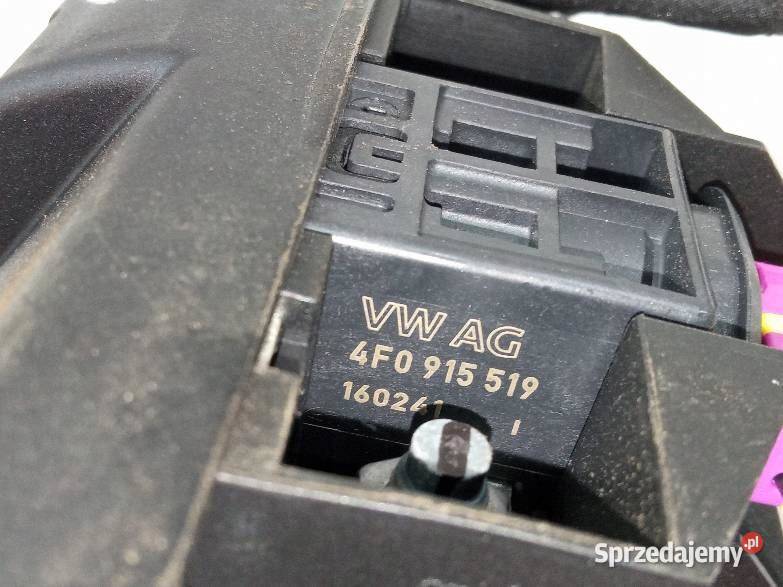 VW AG
4F0 915 519
160241 I
Sprzedajemy.pl